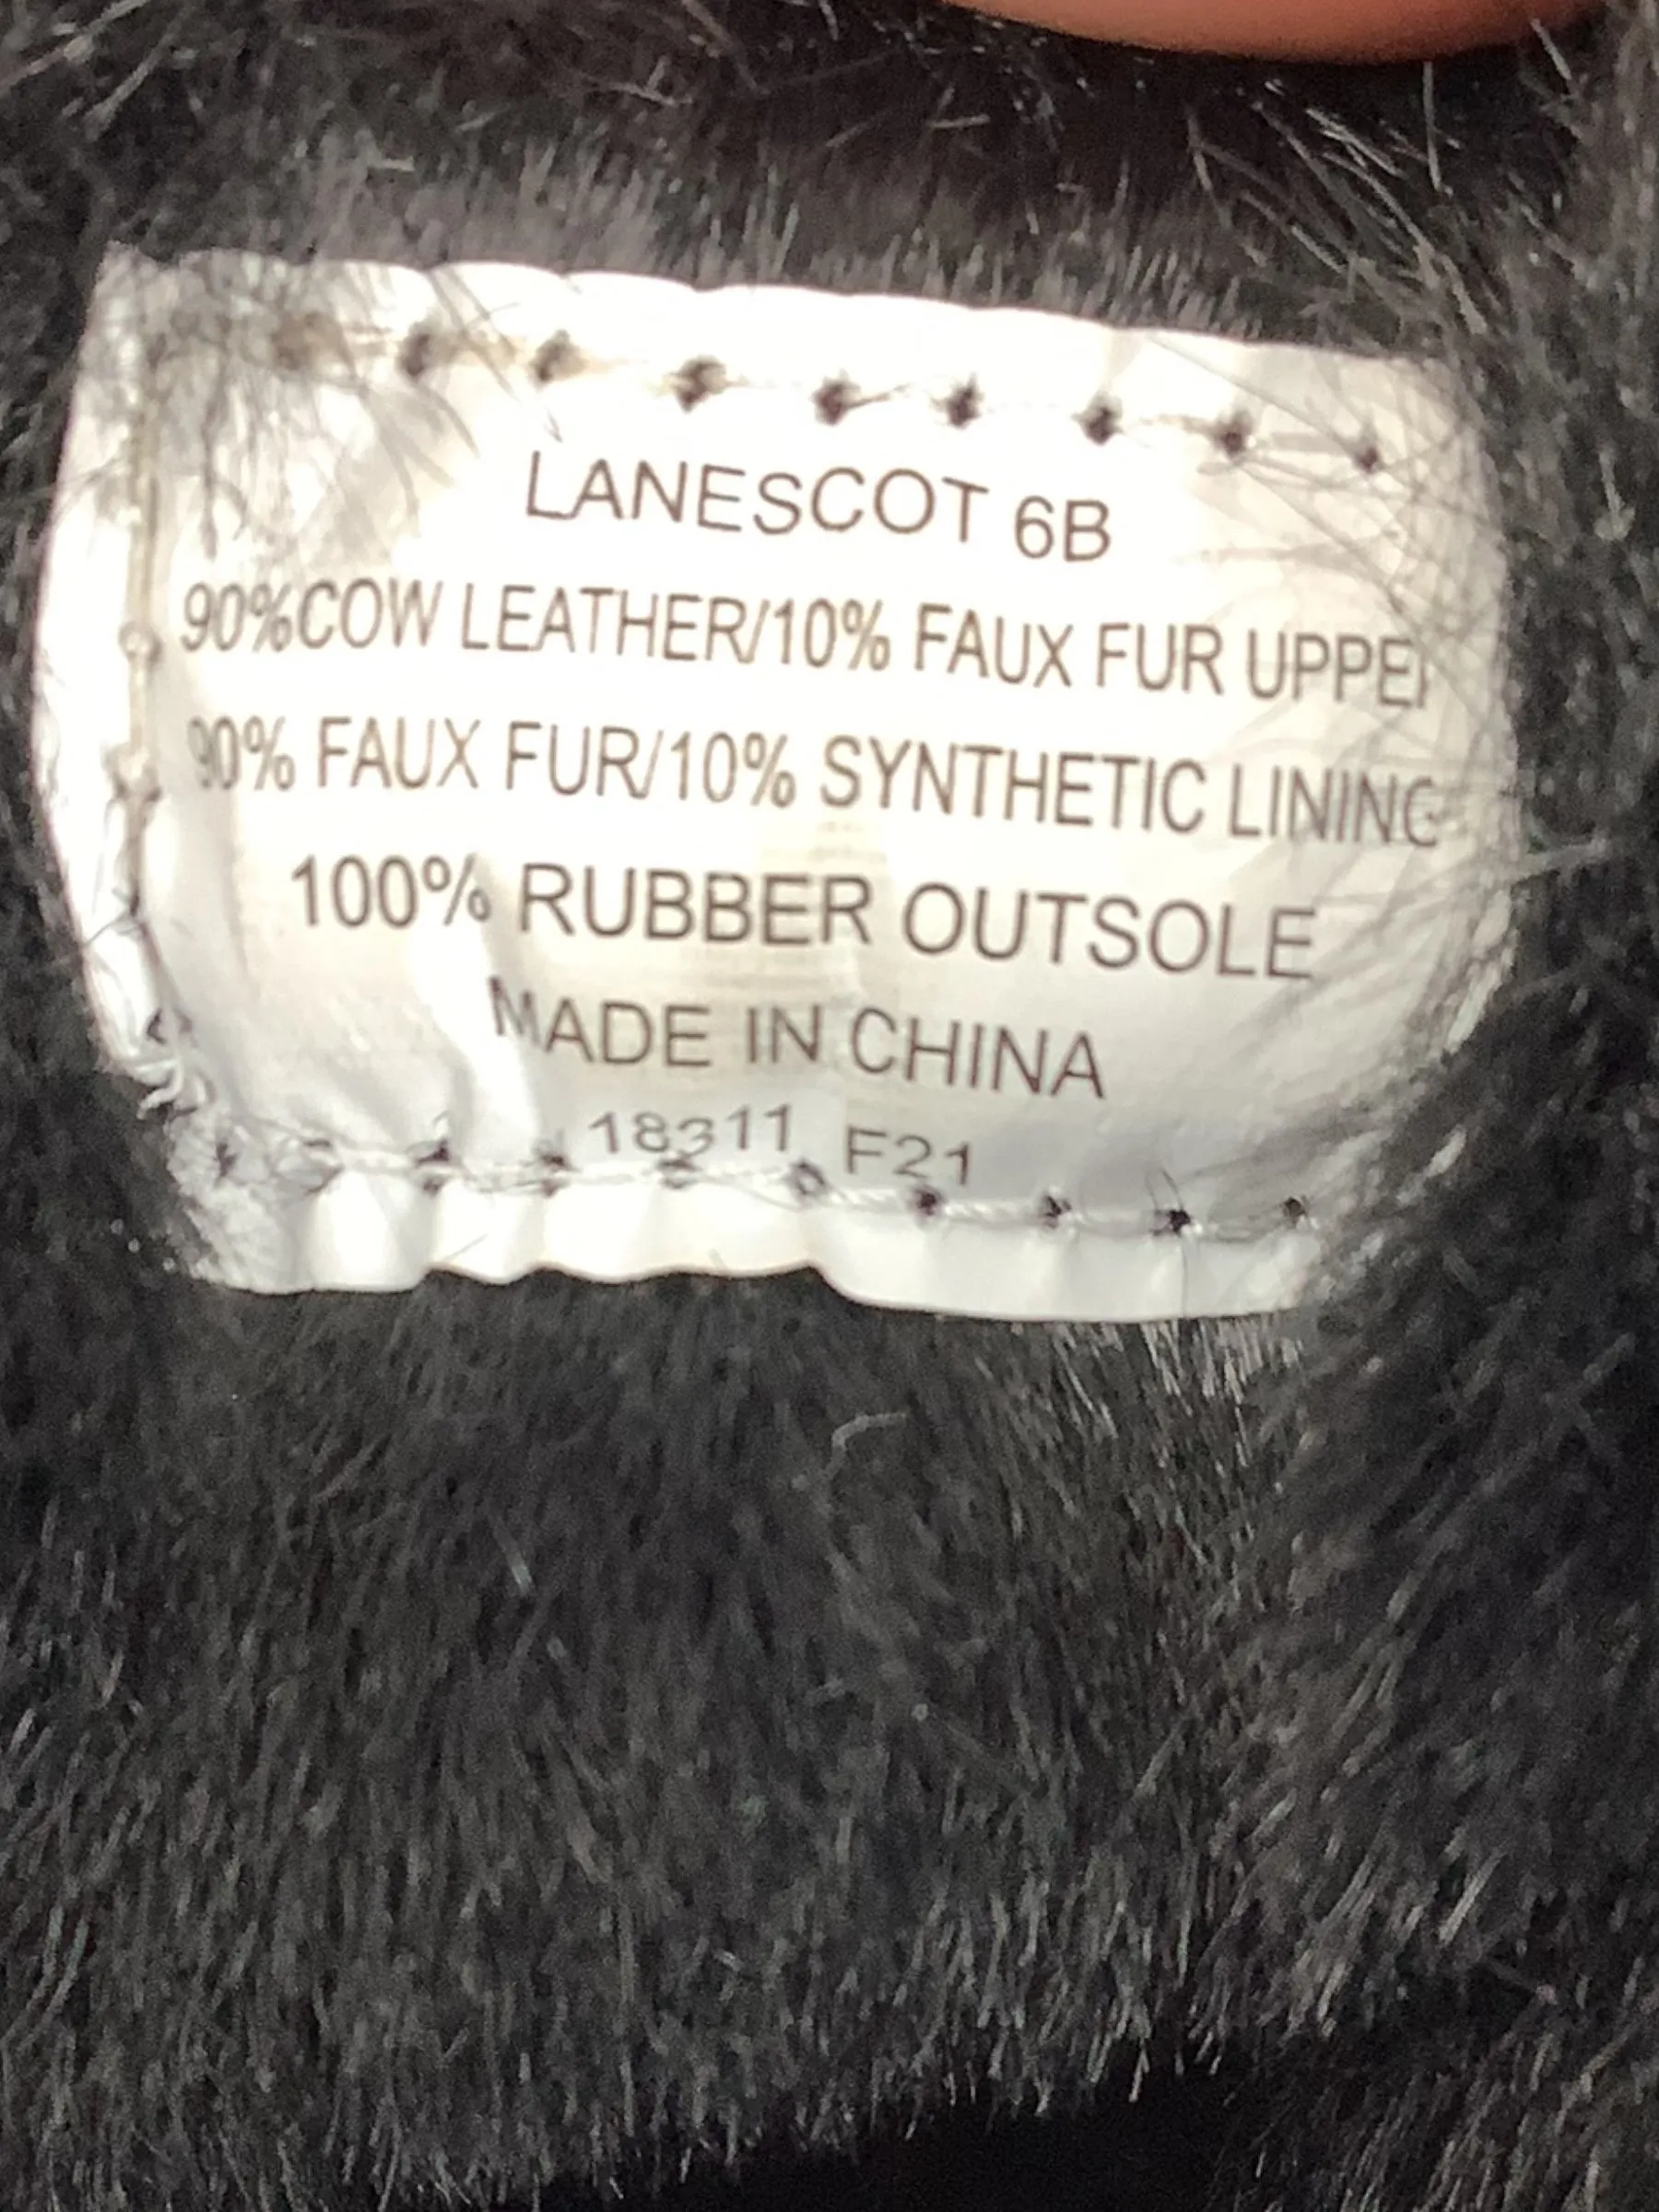 LANESCOT 6B
90%COW LEATHER/10% FAUX FUR UPPER
90% FAUX FUR/10% SYNTHETIC LINING
100% RUBBER OUTSOLE
MADE IN CHINA
18311 F21